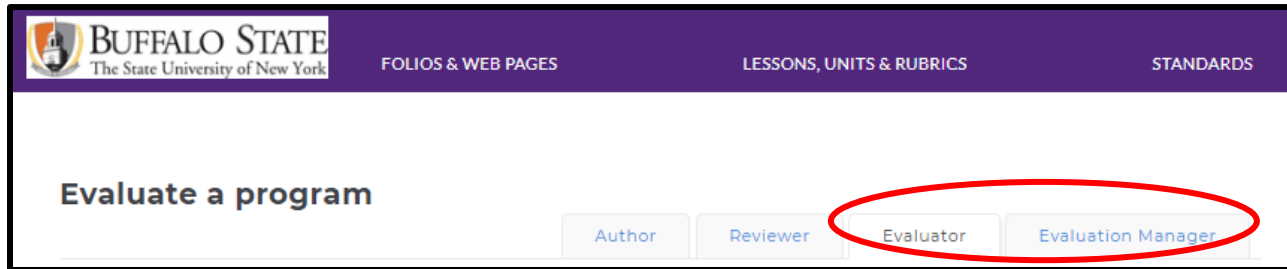 BUFFALO STATE
The State University of New York
FOLIOS & WEB PAGES LESSONS, UNITS & RUBRICS STANDARDS
Evaluate a program
Author Reviewer Evaluator Evaluation Manager